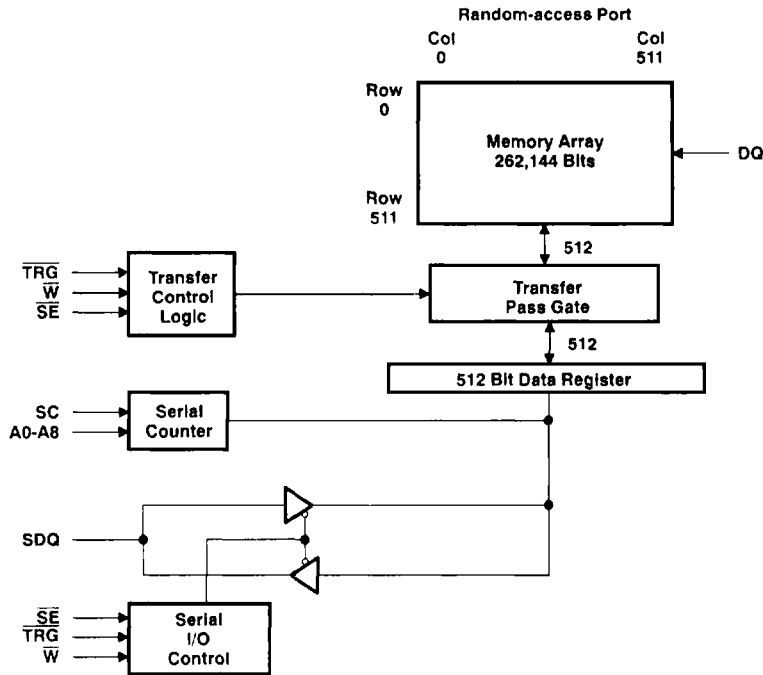 Random-access Port
Col Col
0 511
Row
0
Memory Array
262,144 Bits
DQ
Row
511
512
TRG
W
SE
Transfer
Control
Logic
Transfer
Pass Gate
512
512 Bit Data Register
SC
A0-A8
Serial
Counter
SDQ
SE
TRG
W
Serial
I/O
Control